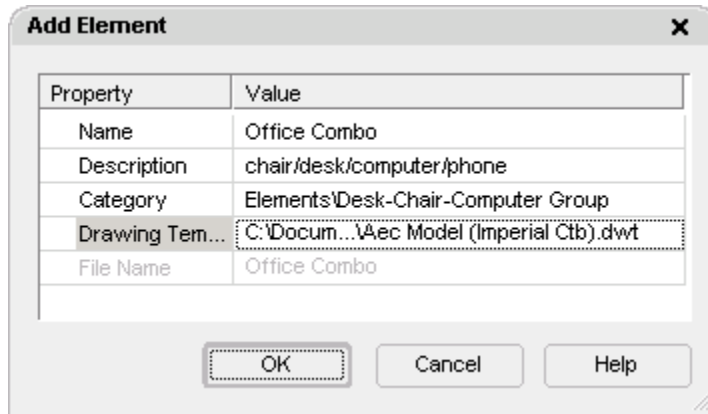 Add Element
Property Value
Name Office Combo
Description chair/desk/computer/phone
Category Elements\Desk-Chair-Computer Group
Drawing Tem... C:\Docum...\Aec Model (Imperial Ctb).dwt
File Name Office Combo
OK Cancel Help